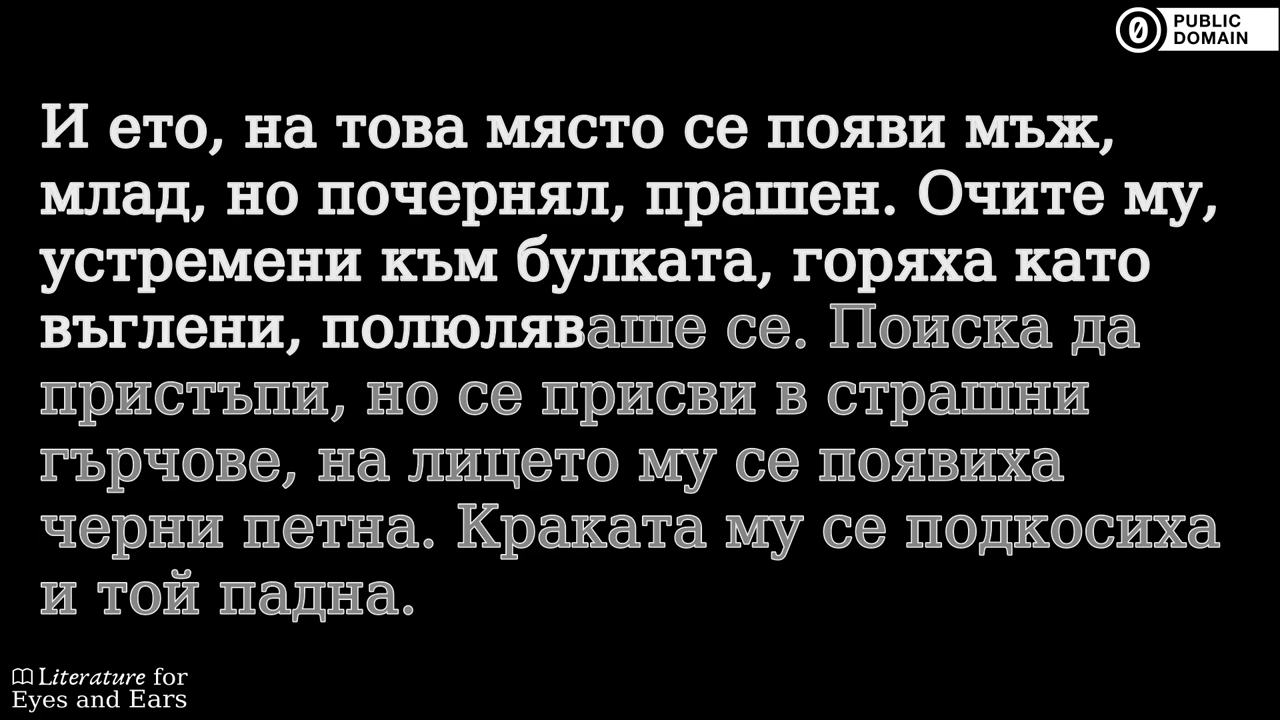 0 PUBLIC
DOMAIN
И ето, на това място се появи мъж,
млад, но почернял, прашен. Очите му,
устремени към булката, горяха като
въглени, полюляваше се. Поиска да
пристъпи, но се присви в страшни
гърчове, на лицето му се появиха
черни петна. Краката му се подкосиха
и той падна.
Literature for
Eyes and Ears